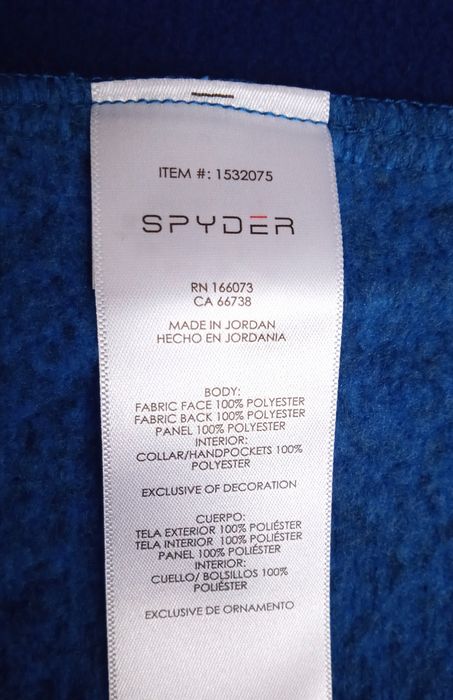 ITEM #: 1532075
SPYDER
RN 166073
CA 66738
MADE IN JORDAN
HECHO EN JORDANIA
BODY:
FABRIC FACE 100% POLYESTER
FABRIC BACK 100% POLYESTER
PANEL 100% POLYESTER
INTERIOR:
COLLAR/HANDPOCKETS 100%
POLYESTER
EXCLUSIVE OF DECORATION
CUERPO:
TELA EXTERIOR 100% POLIÉSTER
TELA INTERIOR 100% POLIÉSTER
PANEL 100% POLIÉSTER
INTERIOR:
CUELLO/ BOLSILLOS 100%
POLIÉSTER
EXCLUSIVE DE ORNAMENTO